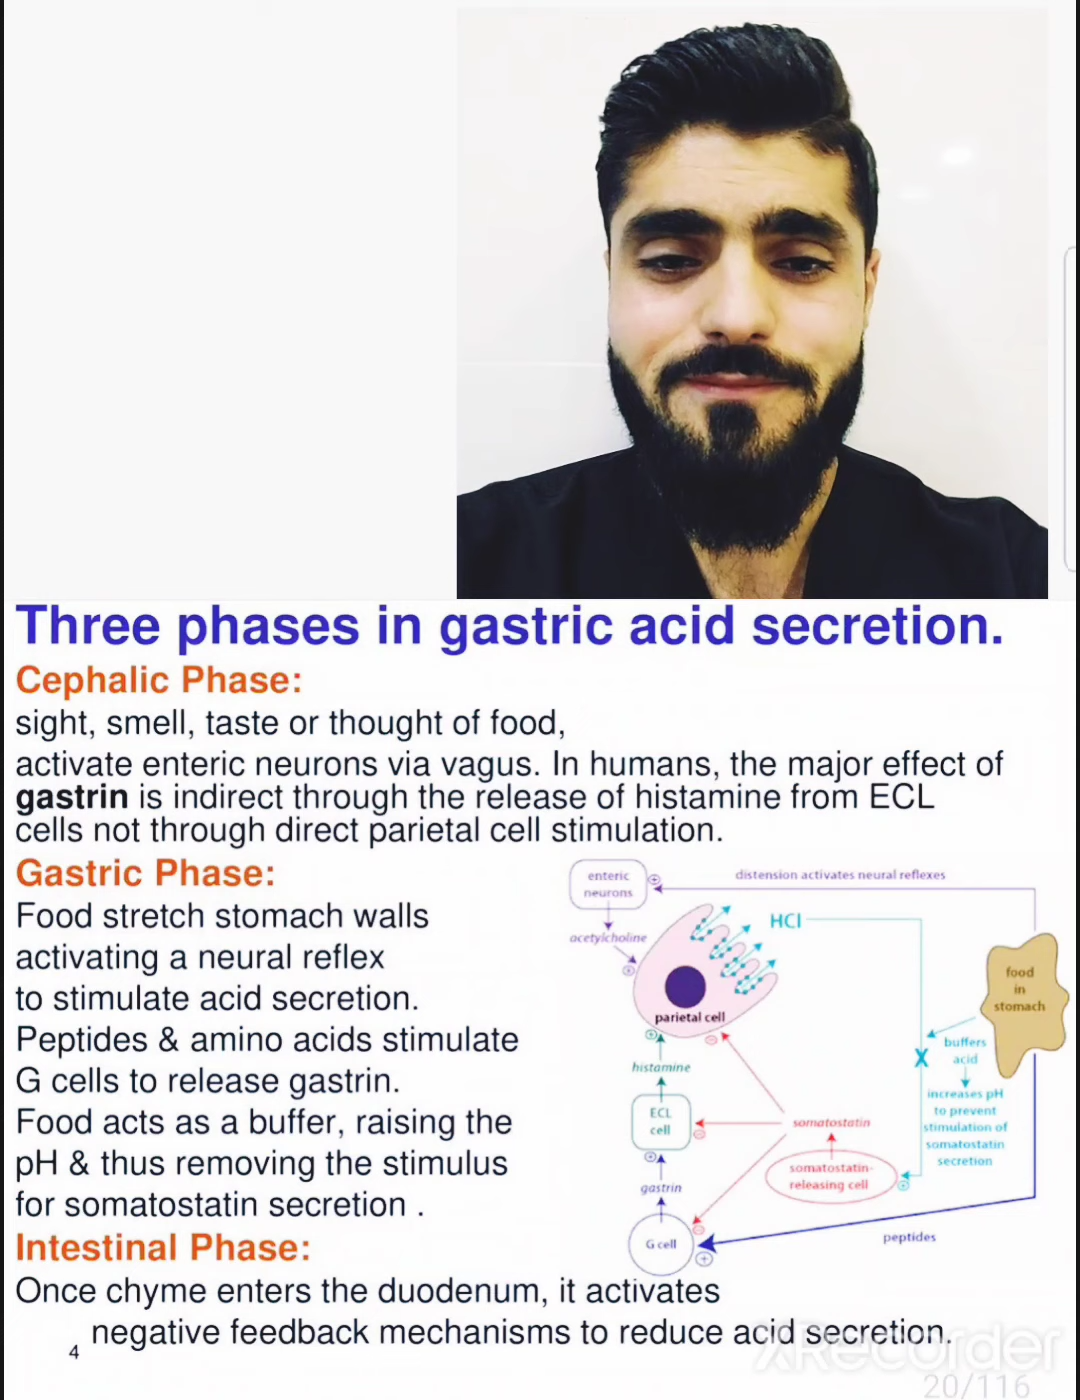 Three phases in gastric acid secretion.
Cephalic Phase:
sight, smell, taste or thought of food,
activate enteric neurons via vagus. In humans, the major effect of
gastrin is indirect through the release of histamine from ECL
cells not through direct parietal cell stimulation.
Gastric Phase:
Food stretch stomach walls
activating a neural reflex
to stimulate acid secretion.
Peptides & amino acids stimulate
G cells to release gastrin.
Food acts as a buffer, raising the
pH & thus removing the stimulus
for somatostatin secretion .
enteric
neurons
distension activates neural reflexes
acetylcholine
HCl
food
in
stomach
parietal cell
buffers
acid
X
histamine
increases pH
to prevent
stimulation of
somatostatin
secretion
ECL
cell
somatostatin
somatostatin-
releasing cell
gastrin
G cell
peptides
Intestinal Phase:
Once chyme enters the duodenum, it activates
negative feedback mechanisms to reduce acid secretion.
4
XRecorder
20/116